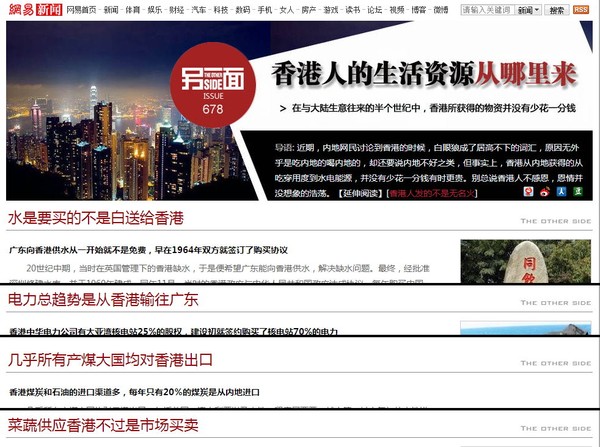 網易 新闻 网易首页 - 新闻 - 体育 - 娱乐 - 财经 - 汽车 - 科技 - 数码 - 手机 - 女人 - 房产 - 游戏 - 读书 - 论坛 - 视频 - 博客 - 微博 请输入关键词 新闻 搜索 RSS
另一面
THE OTHER SIDE
ISSUE
678
香港人的生活资源从哪里来
> 在与大陆生意往来的半个世纪中，香港所获得的物资并没有少花一分钱
导语: 近期，内地网民讨论到香港的时候，白眼狼成了居高不下的词汇，原因无外
乎是吃内地的喝内地的，却还要说内地不好之类，但事实上，香港从内地获得的从
吃穿用度到水电能源，并没有少花一分钱有时更贵。别总说香港人不感恩，恩情并
没想象的浩荡。【延伸阅读】[香港人发的不是无名火]
水是要买的不是白送给香港
THE OTHER SIDE
广东向香港供水从一开始就不是免费，早在1964年双方就签订了购买协议
20世纪中期，当时在英国管理下的香港缺水，于是便希望广东能向香港供水，解决缺水问题。最终，经批准
同饮
电力总趋势是从香港输往广东
THE OTHER SIDE
香港中华电力公司有大亚湾核电站25%的股权，建设初就签约购买了核电站70%的电力
几乎所有产煤大国均对香港出口
THE OTHER SIDE
香港煤炭和石油的进口渠道多，每年只有20%的煤炭是从内地进口
菜蔬供应香港不过是市场买卖
THE OTHER SIDE